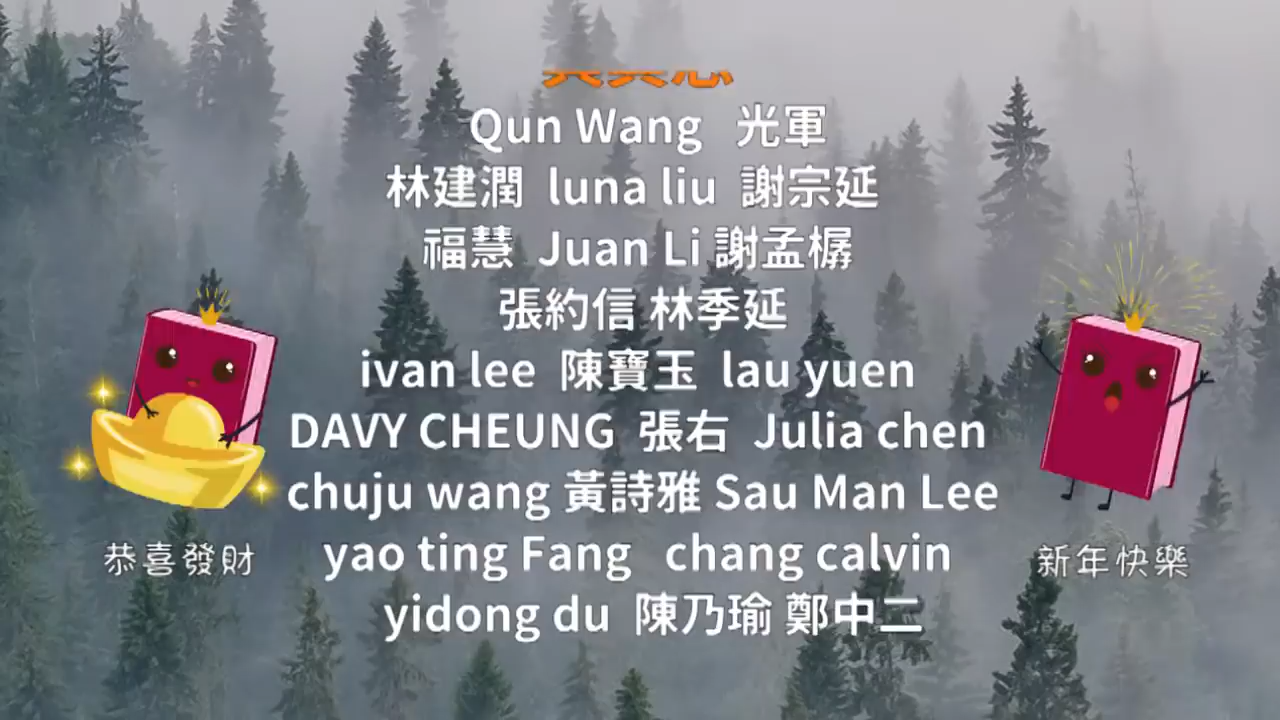 Qun Wang 光軍
林建潤 luna liu 謝宗延
福慧 Juan Li 謝孟樼
張約信 林季延
ivan lee 陳寶玉 lau yuen
DAVY CHEUNG 張右 Julia chen
chuju wang 黃詩雅 Sau Man Lee
yao ting Fang chang calvin
yidong du 陳乃瑜 鄭中二
恭喜發財
新年快樂